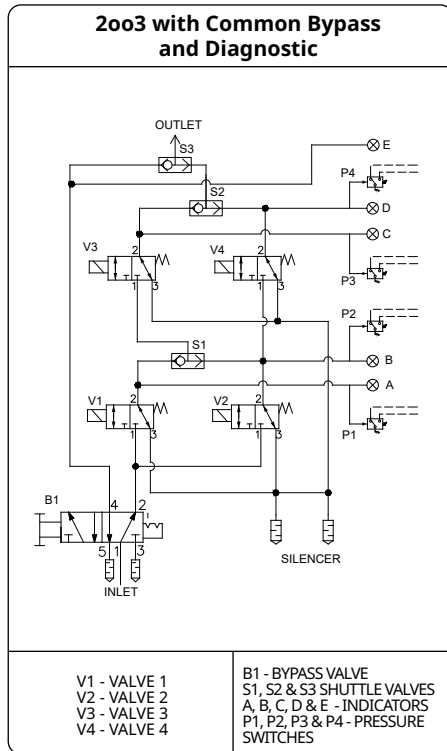 2oo3 with Common Bypass
and Diagnostic
OUTLET
S3
E
P4
S2
D
C
V3
2
V4
2
P3
1
3
1
3
P2
S1
B
A
V1
2
V2
2
P1
1
3
1
3
B1
4
2
5
1
3
SILENCER
INLET
V1 - VALVE 1
V2 - VALVE 2
V3 - VALVE 3
V4 - VALVE 4
B1 - BYPASS VALVE
S1, S2 & S3 SHUTTLE VALVES
A, B, C, D & E - INDICATORS
P1, P2, P3 & P4 - PRESSURE
SWITCHES